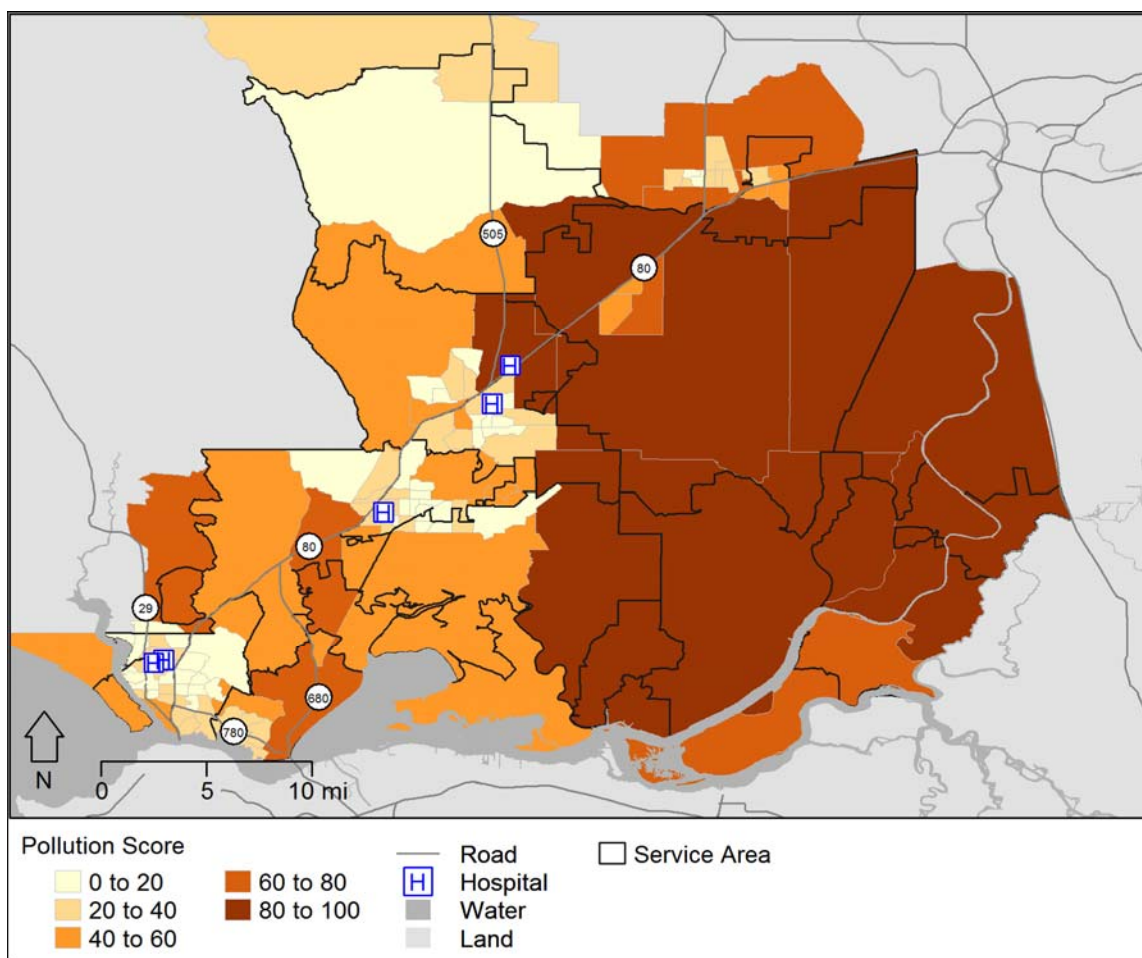 505
80
H
H
H
80
29
H H
680
780
N
0 5 10 mi
Pollution Score
0 to 20
20 to 40
40 to 60
60 to 80
80 to 100
Road
H Hospital
Water
Land
Service Area